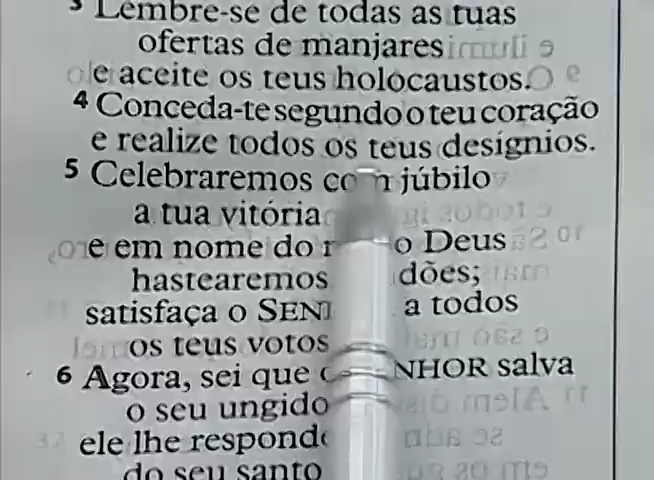 ³ Lembre-se de todas as tuas
ofertas de manjares
e aceite os teus holocaustos.
⁴ Conceda-te segundo o teu coração
e realize todos os teus desígnios.
⁵ Celebraremos com júbilo
a tua vitória
e em nome do o Deus
hastearemos dões;
satisfaça o SEN a todos
os teus votos
⁶ Agora, sei que o NHOR salva
o seu ungido
ele lhe respond
do seu santo